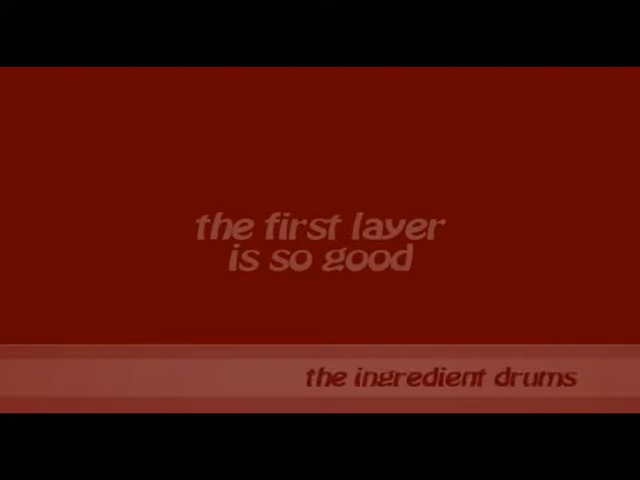 the first layer
is so good
the ingredient drums